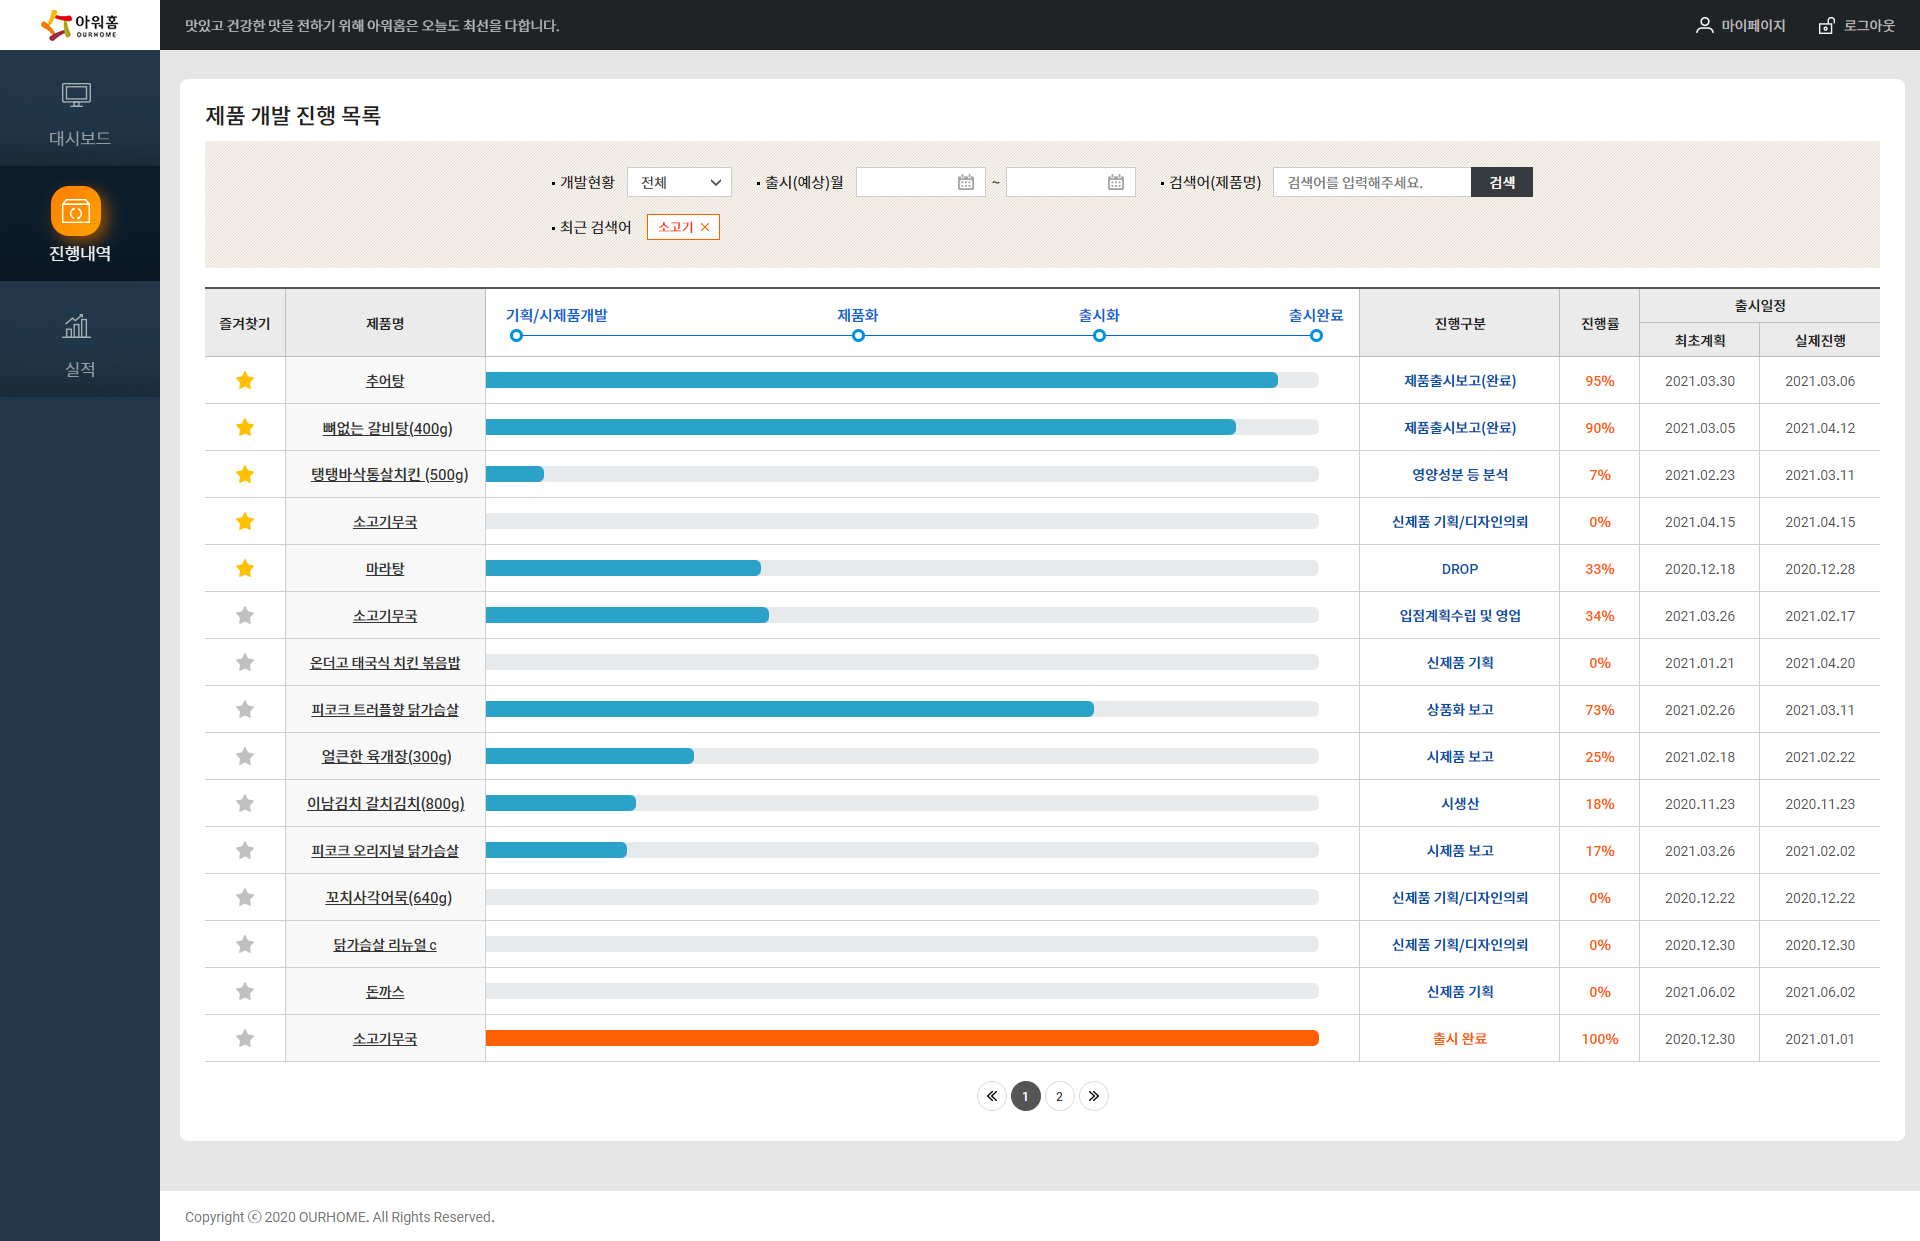 아워홈
OURHOME
맛있고 건강한 맛을 전하기 위해 아워홈은 오늘도 최선을 다합니다.
마이페이지
로그아웃
대시보드
진행내역
실적
제품 개발 진행 목록
개발현황 전체 출시(예상)월 ~ 검색어(제품명) 검색어를 입력해주세요. 검색
최근 검색어 소고기 ×
즐겨찾기 제품명 기획/시제품개발 제품화 출시화 출시완료 진행구분 진행률 출시일정
최초계획 실제진행
추어탕 제품출시보고(완료) 95% 2021.03.30 2021.03.06
뼈없는 갈비탕(400g) 제품출시보고(완료) 90% 2021.03.05 2021.04.12
탱탱바삭통살치킨 (500g) 영양성분 등 분석 7% 2021.02.23 2021.03.11
소고기무국 신제품 기획/디자인의뢰 0% 2021.04.15 2021.04.15
마라탕 DROP 33% 2020.12.18 2020.12.28
소고기무국 입점계획수립 및 영업 34% 2021.03.26 2021.02.17
온더고 태국식 치킨 볶음밥 신제품 기획 0% 2021.01.21 2021.04.20
피코크 트러플향 닭가슴살 상품화 보고 73% 2021.02.26 2021.03.11
얼큰한 육개장(300g) 시제품 보고 25% 2021.02.18 2021.02.22
이남김치 갈치김치(800g) 시생산 18% 2020.11.23 2020.11.23
피코크 오리지널 닭가슴살 시제품 보고 17% 2021.03.26 2021.02.02
꼬치사각어묵(640g) 신제품 기획/디자인의뢰 0% 2020.12.22 2020.12.22
닭가슴살 리뉴얼 c 신제품 기획/디자인의뢰 0% 2020.12.30 2020.12.30
돈까스 신제품 기획 0% 2021.06.02 2021.06.02
소고기무국 출시 완료 100% 2020.12.30 2021.01.01
1 2
Copyright ⓒ 2020 OURHOME. All Rights Reserved.